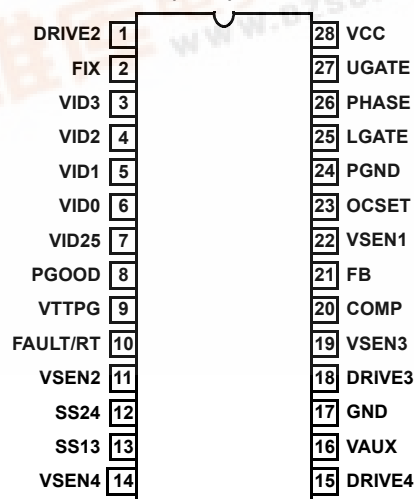 DRIVE2 1 28 VCC
FIX 2 27 UGATE
VID3 3 26 PHASE
VID2 4 25 LGATE
VID1 5 24 PGND
VID0 6 23 OCSET
VID25 7 22 VSEN1
PGOOD 8 21 FB
VTTPG 9 20 COMP
FAULT/RT 10 19 VSEN3
VSEN2 11 18 DRIVE3
SS24 12 17 GND
SS13 13 16 VAUX
VSEN4 14 15 DRIVE4